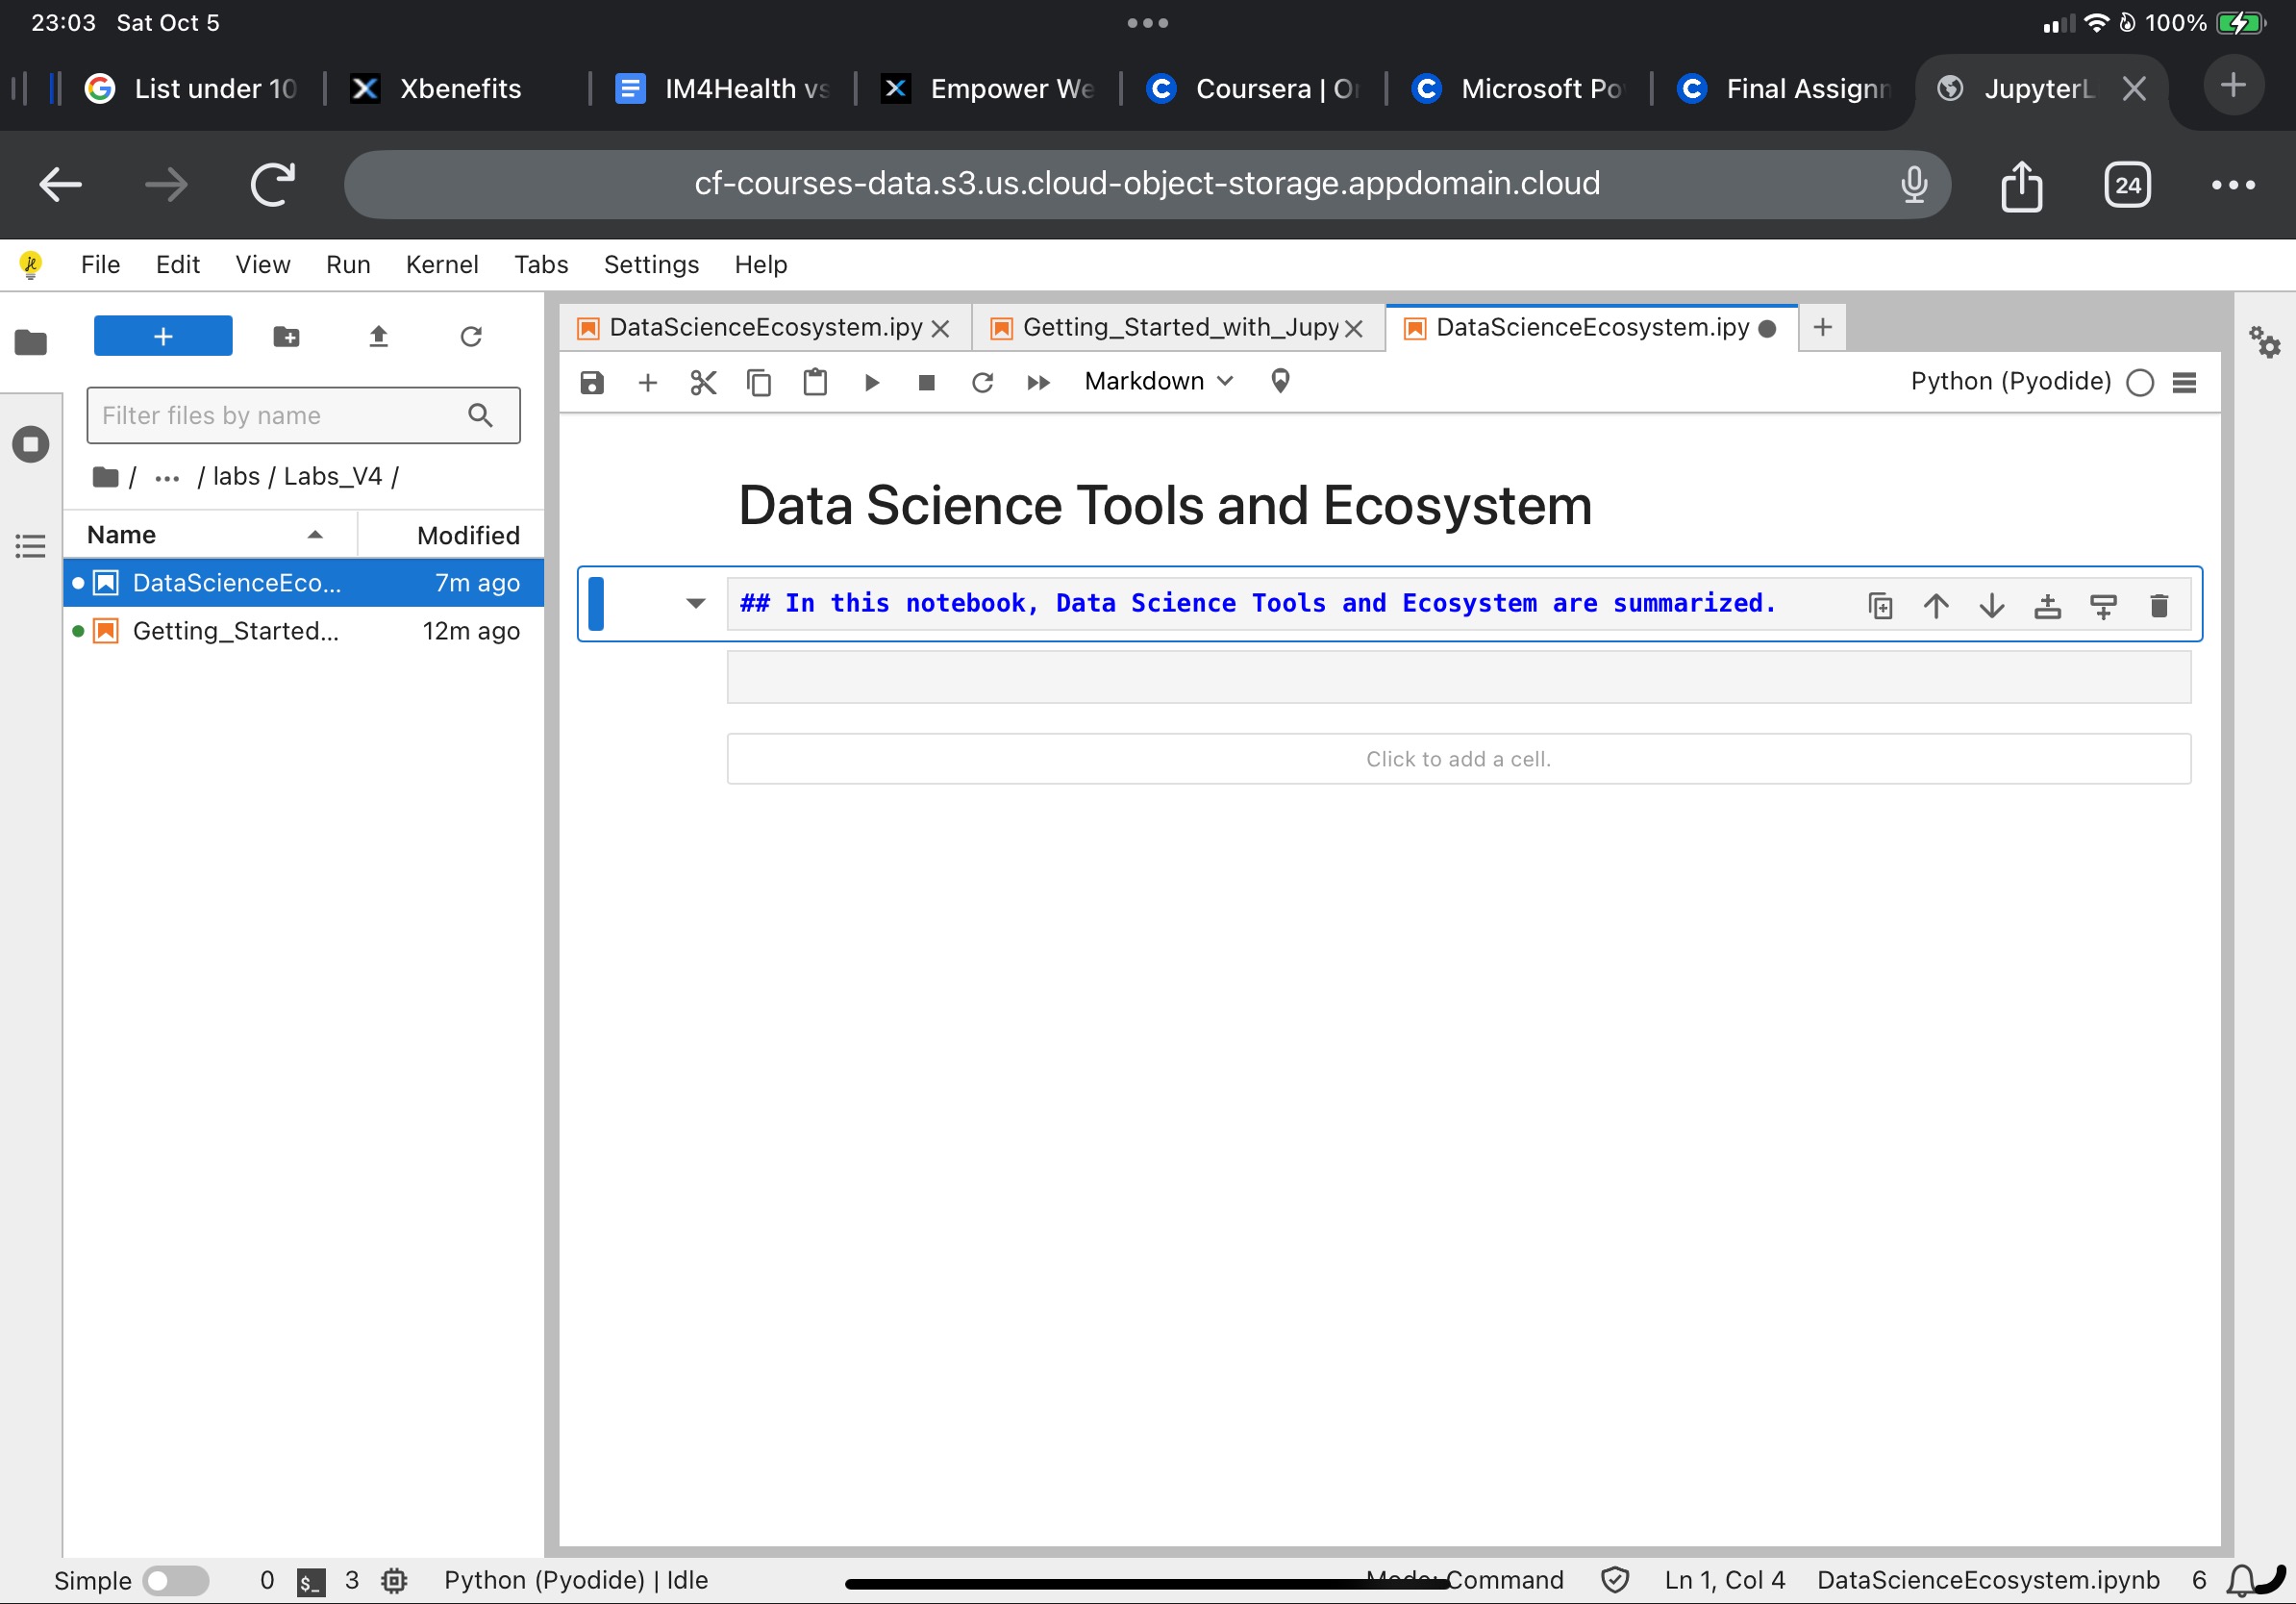 23:03 Sat Oct 5
100%
List under 10
Xbenefits
IM4Health vs
Empower We
Coursera | Or
Microsoft Po
Final Assignm
JupyterL
cf-courses-data.s3.us.cloud-object-storage.appdomain.cloud
24
File Edit View Run Kernel Tabs Settings Help
DataScienceEcosystem.ipy
Getting_Started_with_Jupy
DataScienceEcosystem.ipy
Markdown
Python (Pyodide)
Filter files by name
/ ... / labs / Labs_V4 /
Name Modified
DataScienceEco... 7m ago
Getting_Started... 12m ago
Data Science Tools and Ecosystem
## In this notebook, Data Science Tools and Ecosystem are summarized.
Click to add a cell.
Simple 0 $_ 3 Python (Pyodide) | Idle
Mode: Command Ln 1, Col 4 DataScienceEcosystem.ipynb 6